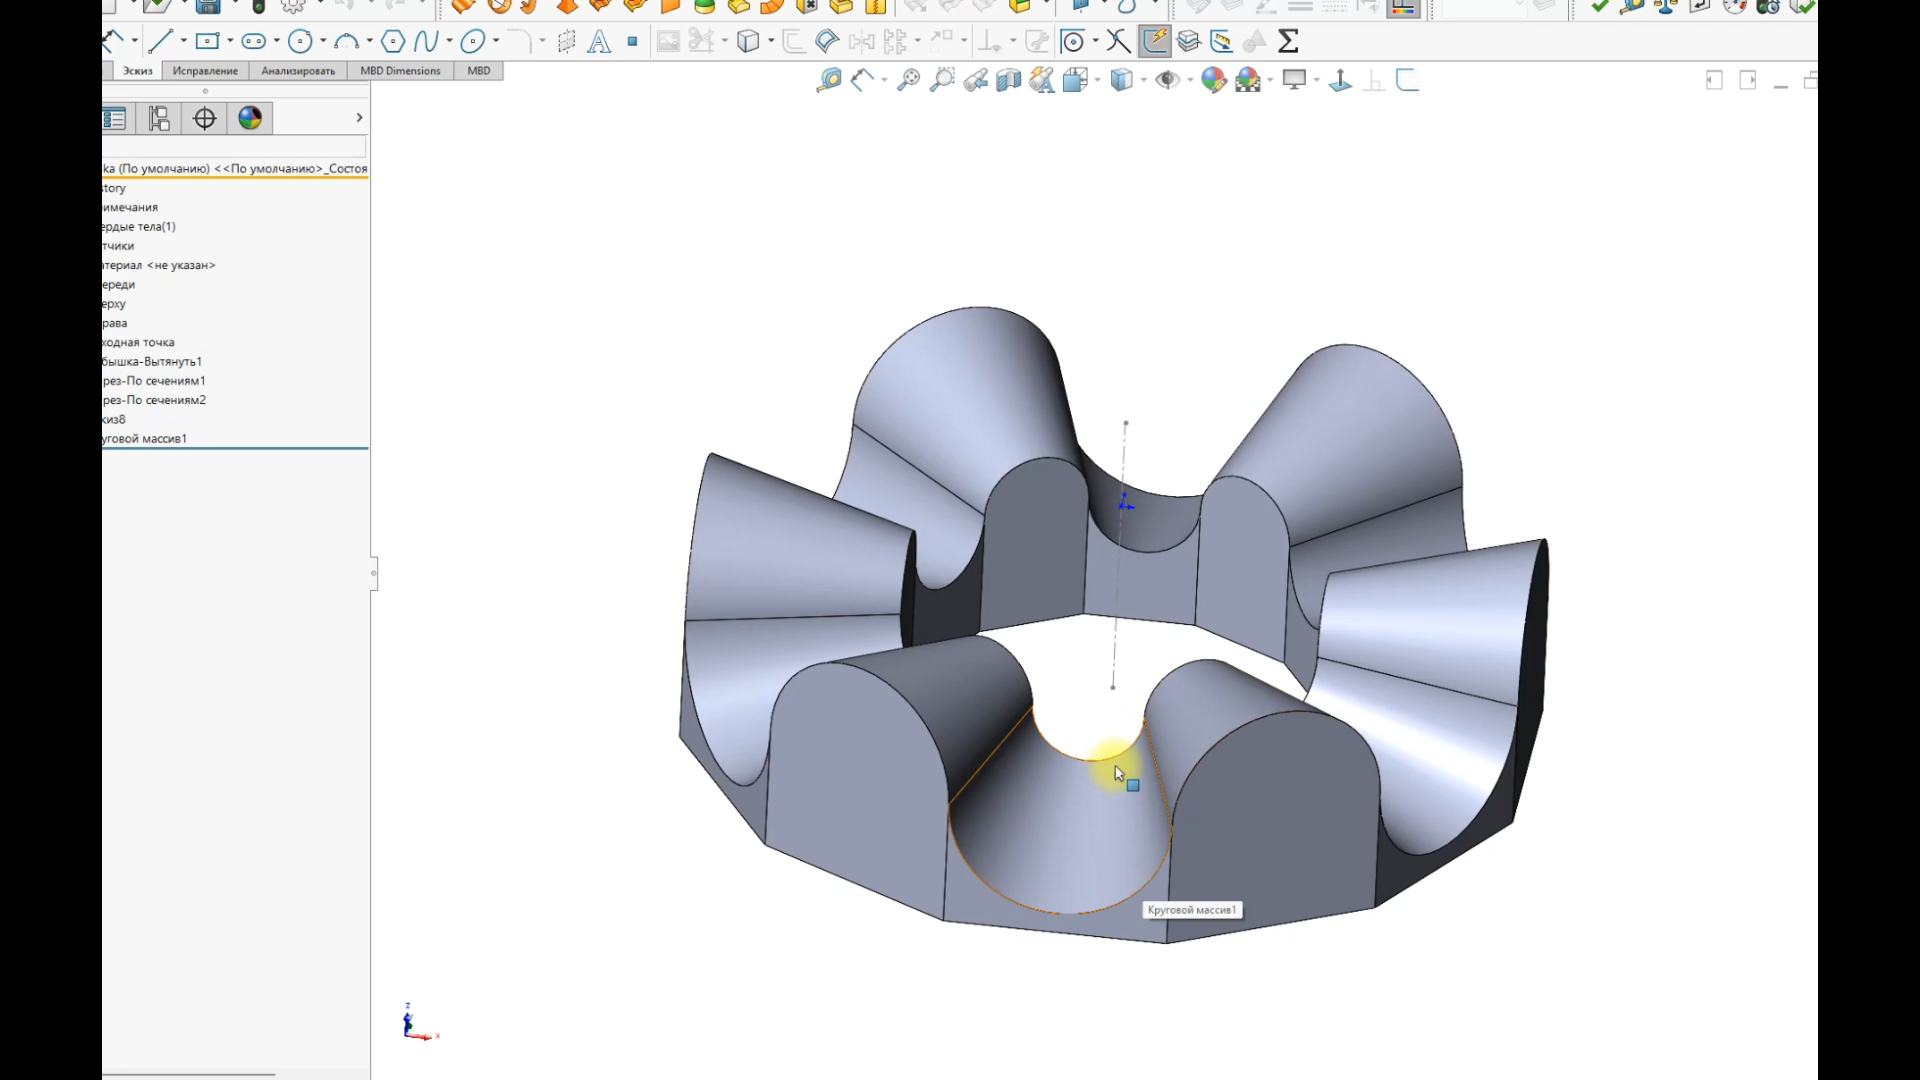 Эскиз
Исправление
Анализировать
MBD Dimensions
MBD
ka (По умолчанию) <<По умолчанию>_Состоя
story
имечания
ердые тела(1)
тчики
атериал <не указан>
ереди
ерху
рава
ходная точка
бышка-Вытянуть1
рез-По сечениям1
рез-По сечениям2
киз8
уговой массив1
Круговой массив1
z
x